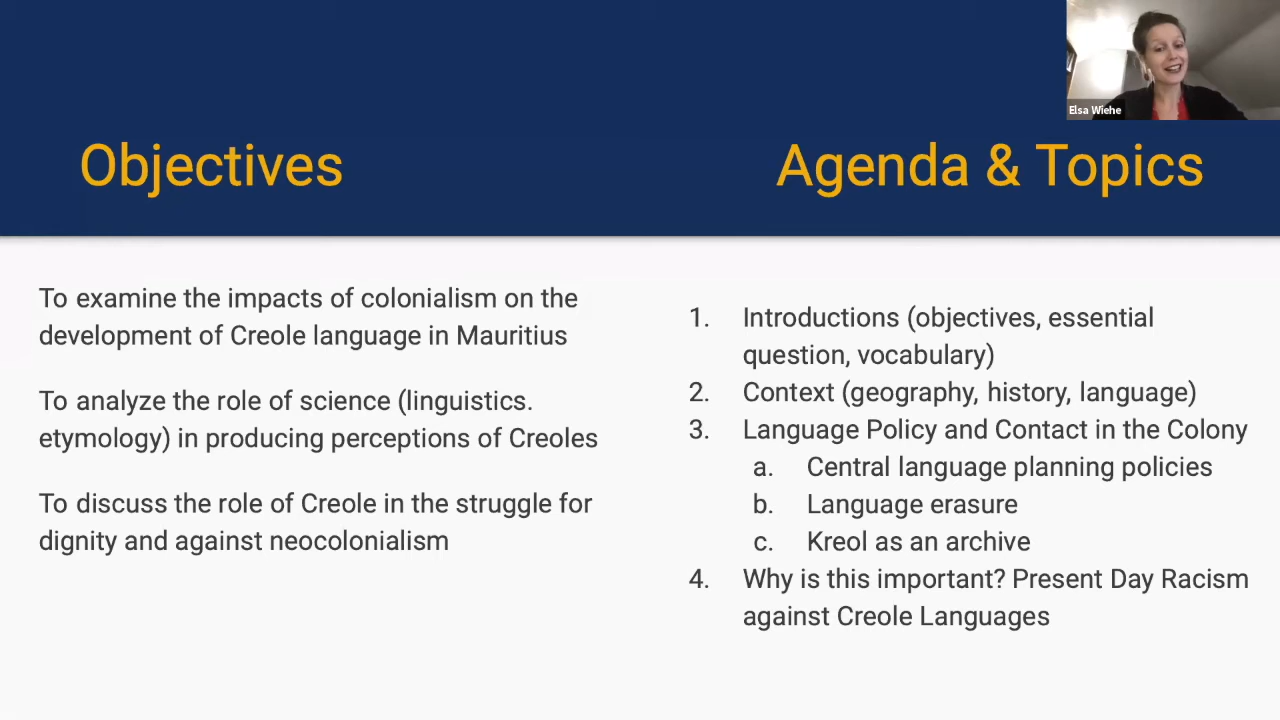 Elsa Wiehe
Objectives
Agenda & Topics
To examine the impacts of colonialism on the
development of Creole language in Mauritius
To analyze the role of science (linguistics.
etymology) in producing perceptions of Creoles
To discuss the role of Creole in the struggle for
dignity and against neocolonialism
1. Introductions (objectives, essential
question, vocabulary)
2. Context (geography, history, language)
3. Language Policy and Contact in the Colony
a. Central language planning policies
b. Language erasure
c. Kreol as an archive
4. Why is this important? Present Day Racism
against Creole Languages